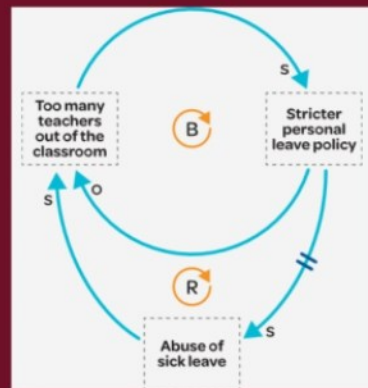 S
Too many
teachers
out of the
classroom
B
Stricter
personal
leave policy
S
O
R
S
Abuse of
sick leave